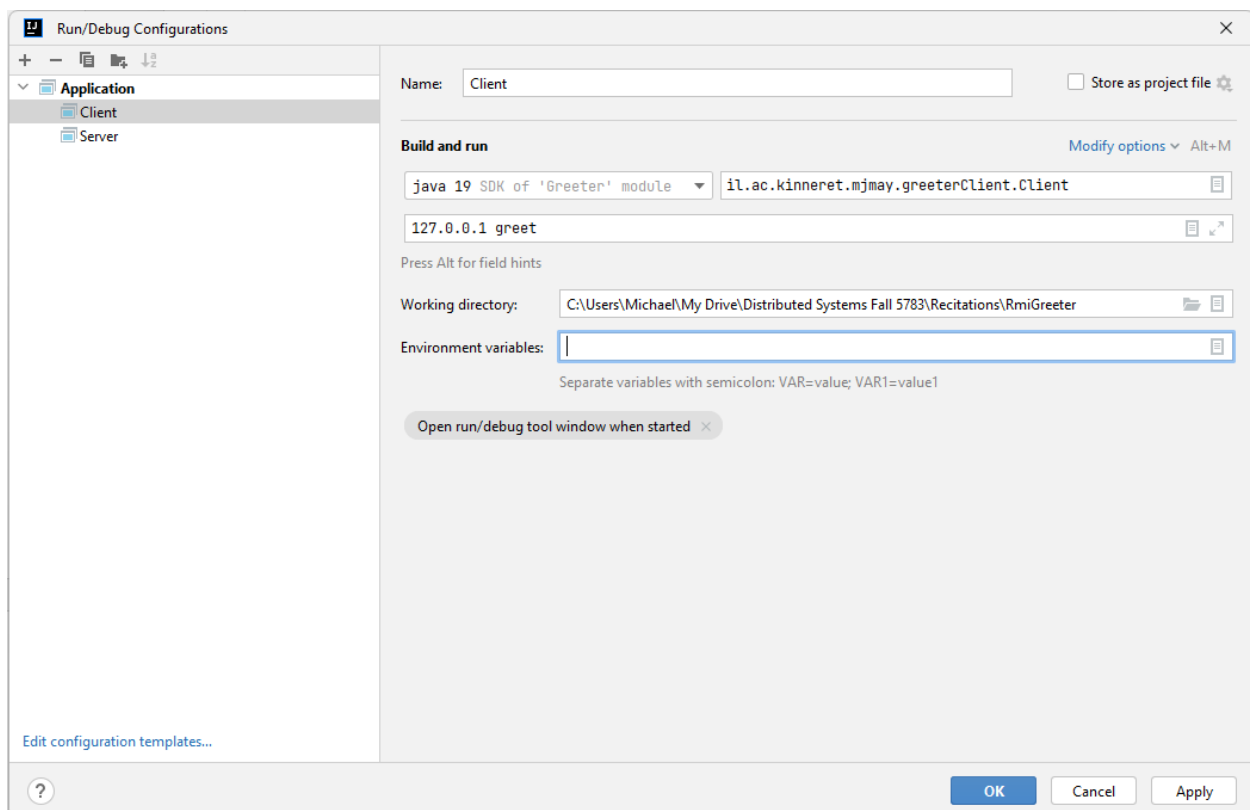 Run/Debug Configurations
Application
Client
Server
Edit configuration templates...
Name: Client Store as project file
Build and run Modify options Alt+M
java 19 SDK of 'Greeter' module il.ac.kinneret.mjmay.greeterClient.Client
127.0.0.1 greet
Press Alt for field hints
Working directory: C:\Users\Michael\My Drive\Distributed Systems Fall 5783\Recitations\RmiGreeter
Environment variables:
Separate variables with semicolon: VAR=value; VAR1=value1
Open run/debug tool window when started ×
? OK Cancel Apply